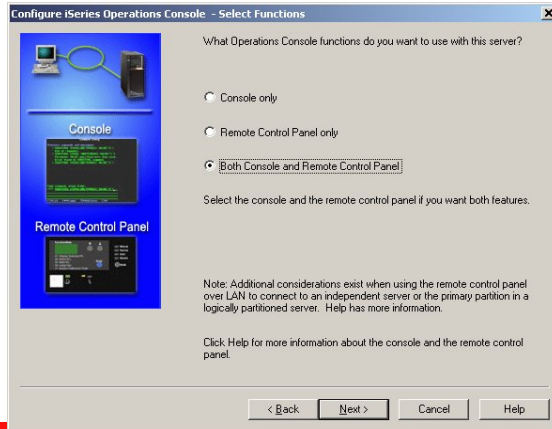 Configure iSeries Operations Console - Select Functions
What Operations Console functions do you want to use with this server?
Console only
Remote Control Panel only
Both Console and Remote Control Panel
Select the console and the remote control panel if you want both features.
Console
Remote Control Panel
Note: Additional considerations exist when using the remote control panel
over LAN to connect to an independent server or the primary partition in a
logically partitioned server. Help has more information.
Click Help for more information about the console and the remote control
panel.
< Back
Next >
Cancel
Help